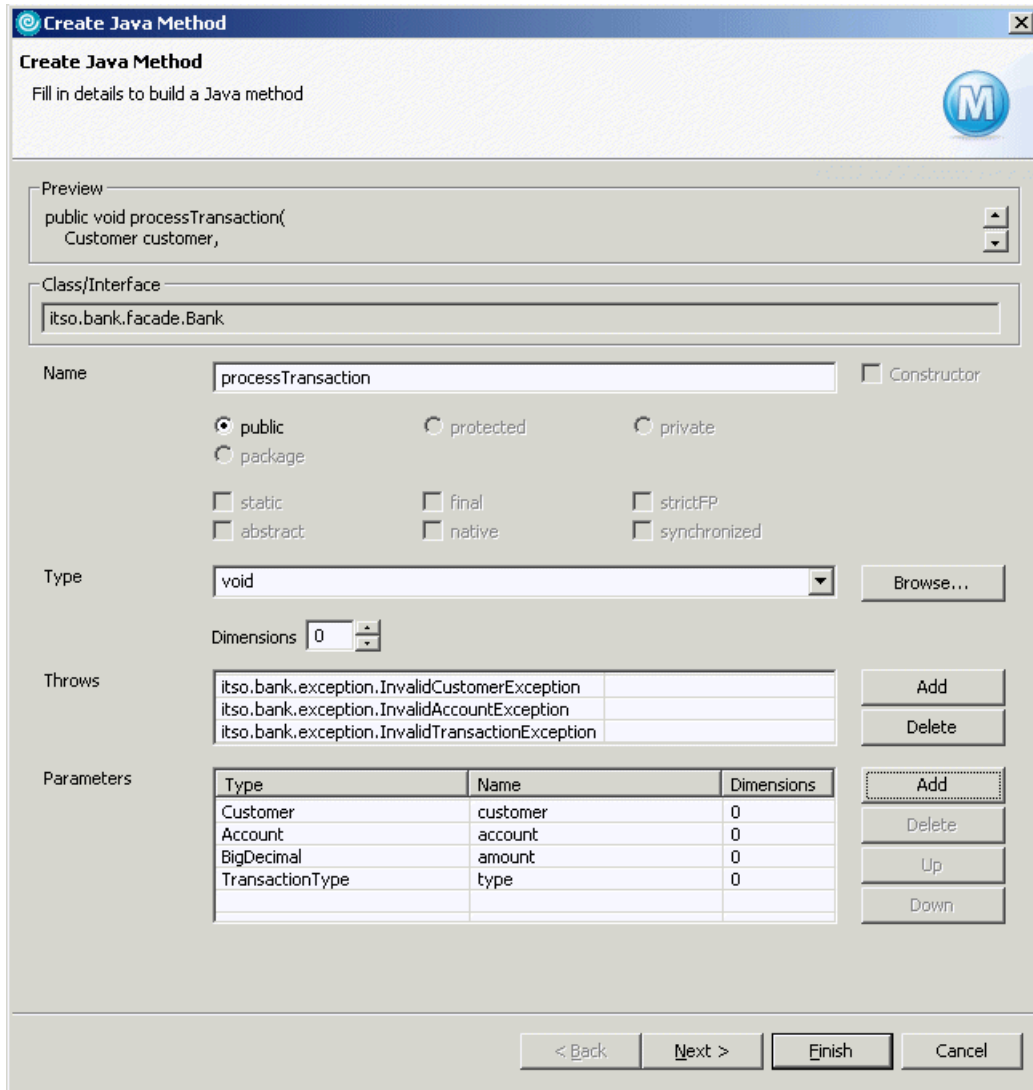 Create Java Method
Create Java Method
Fill in details to build a Java method
M
Preview
public void processTransaction(
Customer customer,
Class/Interface
itso.bank.facade.Bank
Name processTransaction Constructor
public protected private
package
static final strictFP
abstract native synchronized
Type void Browse...
Dimensions 0
Throws itso.bank.exception.InvalidCustomerException Add
itso.bank.exception.InvalidAccountException
itso.bank.exception.InvalidTransactionException Delete
Parameters Type Name Dimensions Add
Customer customer 0
Account account 0 Delete
BigDecimal amount 0 Up
TransactionType type 0
Down
< Back Next > Finish Cancel